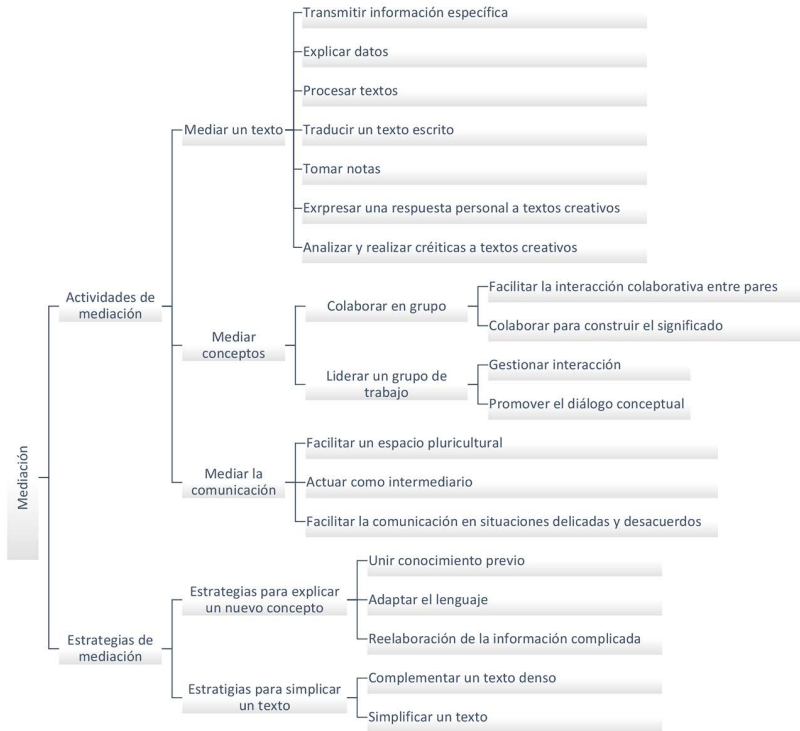 Mediación
Actividades de
mediación
Mediar un texto
Transmitir información específica
Explicar datos
Procesar textos
Traducir un texto escrito
Tomar notas
Exrpresar una respuesta personal a textos creativos
Analizar y realizar créiticas a textos creativos
Mediar
conceptos
Colaborar en grupo
Facilitar la interacción colaborativa entre pares
Colaborar para construir el significado
Liderar un grupo de
trabajo
Gestionar interacción
Promover el diálogo conceptual
Mediar la
comunicación
Facilitar un espacio pluricultural
Actuar como intermediario
Facilitar la comunicación en situaciones delicadas y desacuerdos
Estrategias de
mediación
Estrategias para explicar
un nuevo concepto
Unir conocimiento previo
Adaptar el lenguaje
Reelaboración de la información complicada
Estratigias para simplicar
un texto
Complementar un texto denso
Simplificar un texto